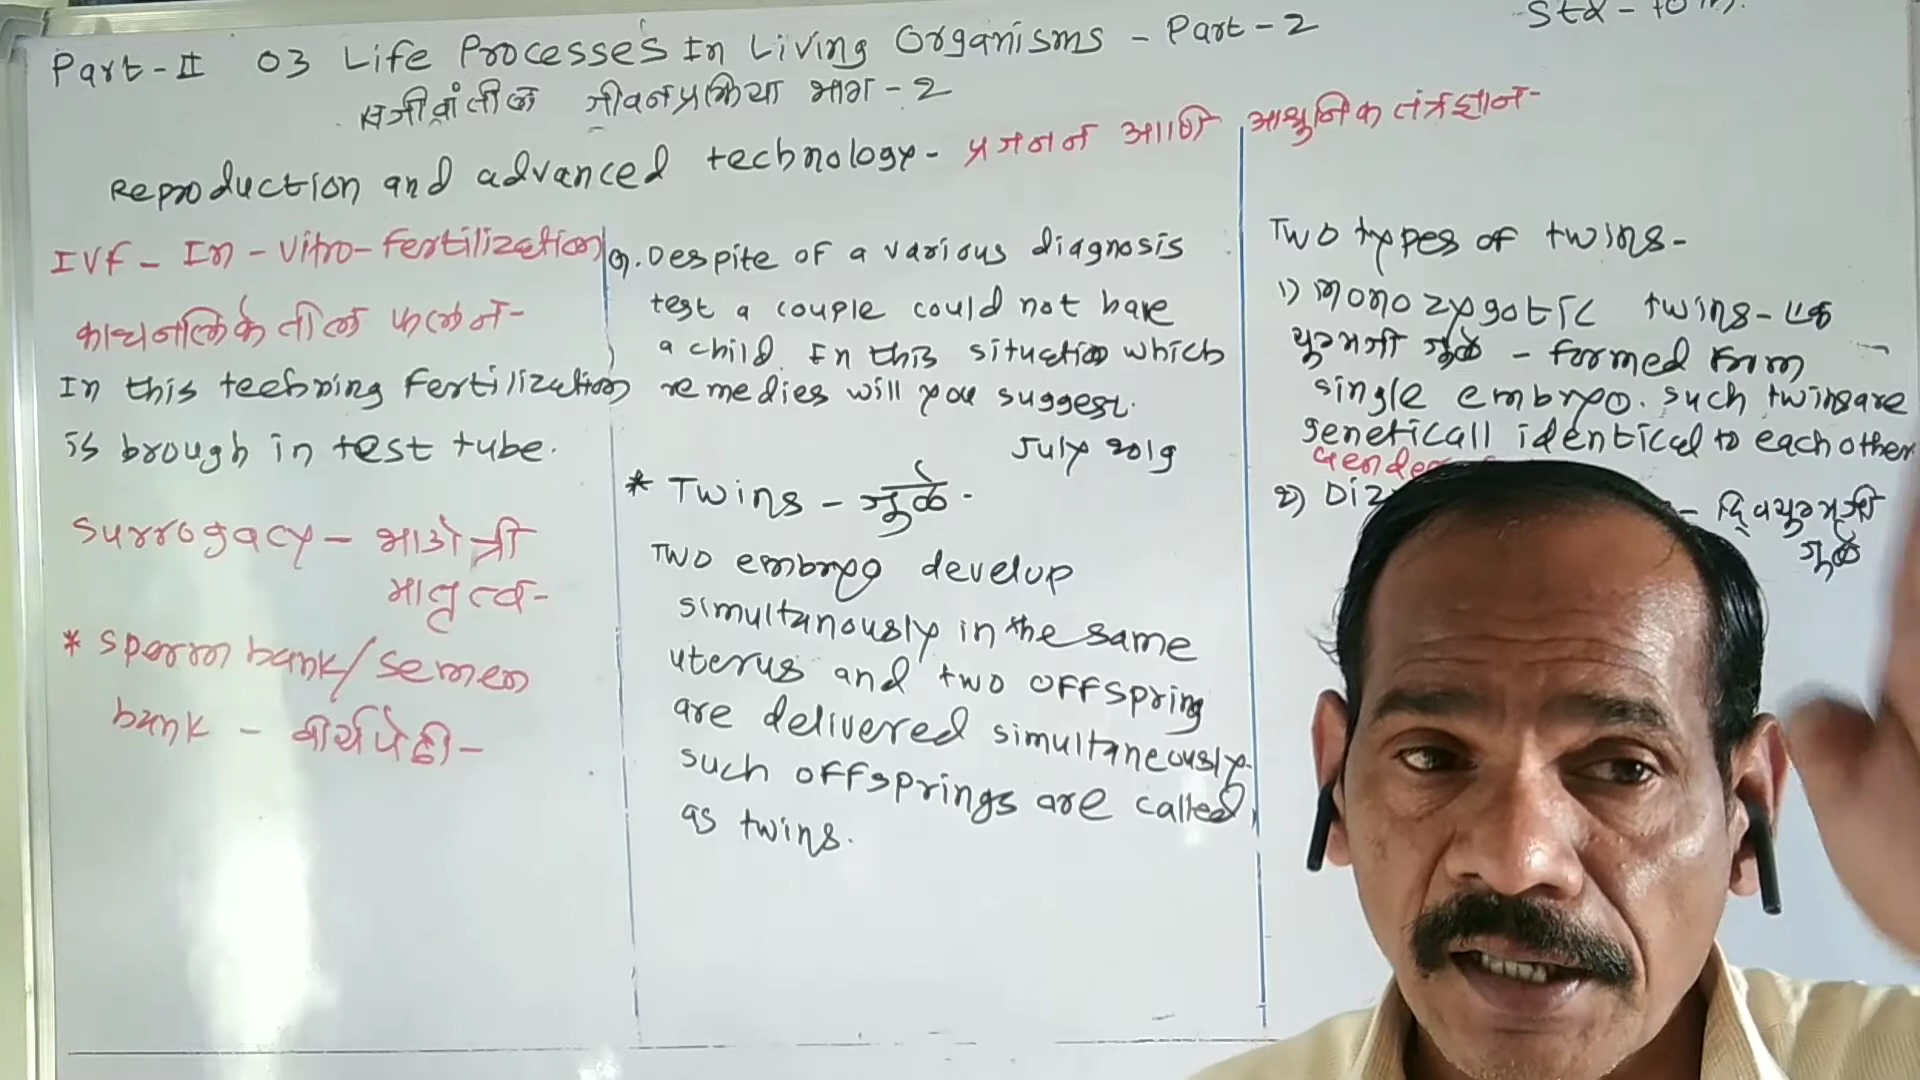 Part-II 03 Life Processes In Living Organisms - Part-2
Std - 10th.
सजीवांतील जीवनप्रक्रिया भाग-2
Reproduction and advanced technology- प्रजनन आणि आधुनिक तंत्रज्ञान-
IVF - In-vitro-Fertilization
काचनलिकेतील फलन-
In this teehning Fertilization
is brough in test tube.
Surrogacy - भाडोत्री
मातृत्व-
* Sperm bank/semen
bank - वीर्यपेढी-
Q. Despite of a various diagnosis
test a couple could not have
a child. In this situation which
remedies will you suggest.
July 2019
* Twins - जुळे.
Two embryo develop
simultanously in the same
uterus and two offspring
are delivered simultaneously.
such offsprings are called
as twins.
Two types of twins-
1) Monozygotic twins- एक
युग्मजी जुळे - formed from
single embryo. such twins are
geneticall identical to each other
Gende
2) Diz - द्वियुग्मजी
जुळे